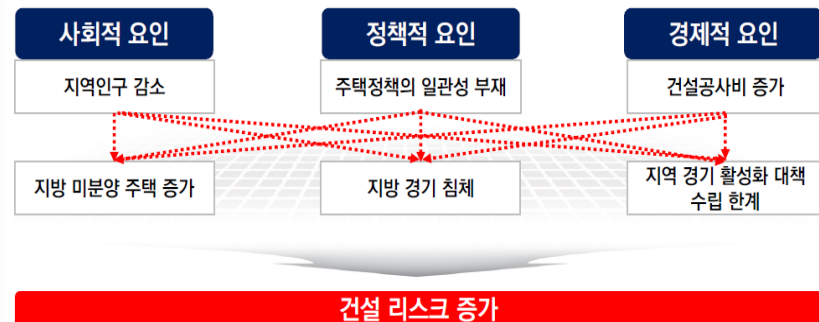 사회적 요인
정책적 요인
경제적 요인
지역인구 감소
주택정책의 일관성 부재
건설공사비 증가
지방 미분양 주택 증가
지방 경기 침체
지역 경기 활성화 대책
수립 한계
건설 리스크 증가